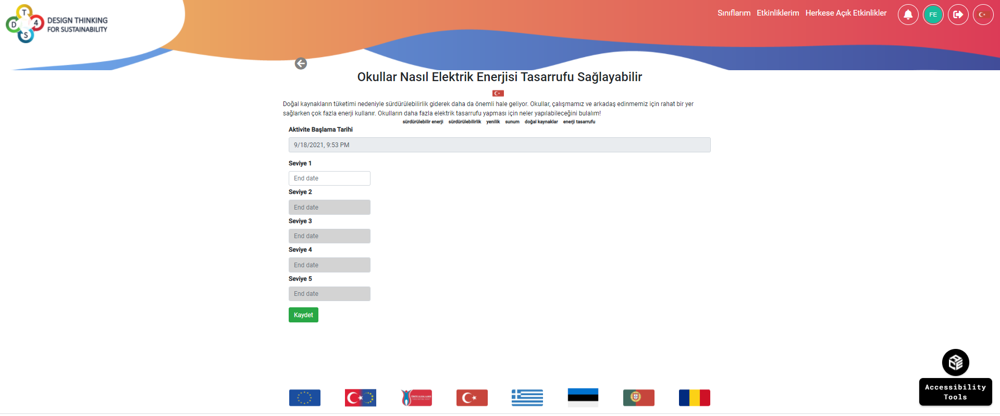 T
D 4
S
DESIGN THINKING
FOR SUSTAINABILITY
Sınıflarım Etkinliklerim Herkese Açık Etkinlikler
FE
Okullar Nasıl Elektrik Enerjisi Tasarrufu Sağlayabilir
Doğal kaynakların tüketimi nedeniyle sürdürülebilirlik giderek daha da önemli hale geliyor. Okullar, çalışmamız ve arkadaş edinmemiz için rahat bir yer
sağlarken çok fazla enerji kullanır. Okulların daha fazla elektrik tasarrufu yapması için neler yapılabileceğini bulalım!
sürdürülebilir enerji sürdürülebilirlik yenilik sunum doğal kaynaklar enerji tasarrufu
Aktivite Başlama Tarihi
9/18/2021, 9:53 PM
Seviye 1
End date
Seviye 2
End date
Seviye 3
End date
Seviye 4
End date
Seviye 5
End date
Kaydet
Accessibility
Tools